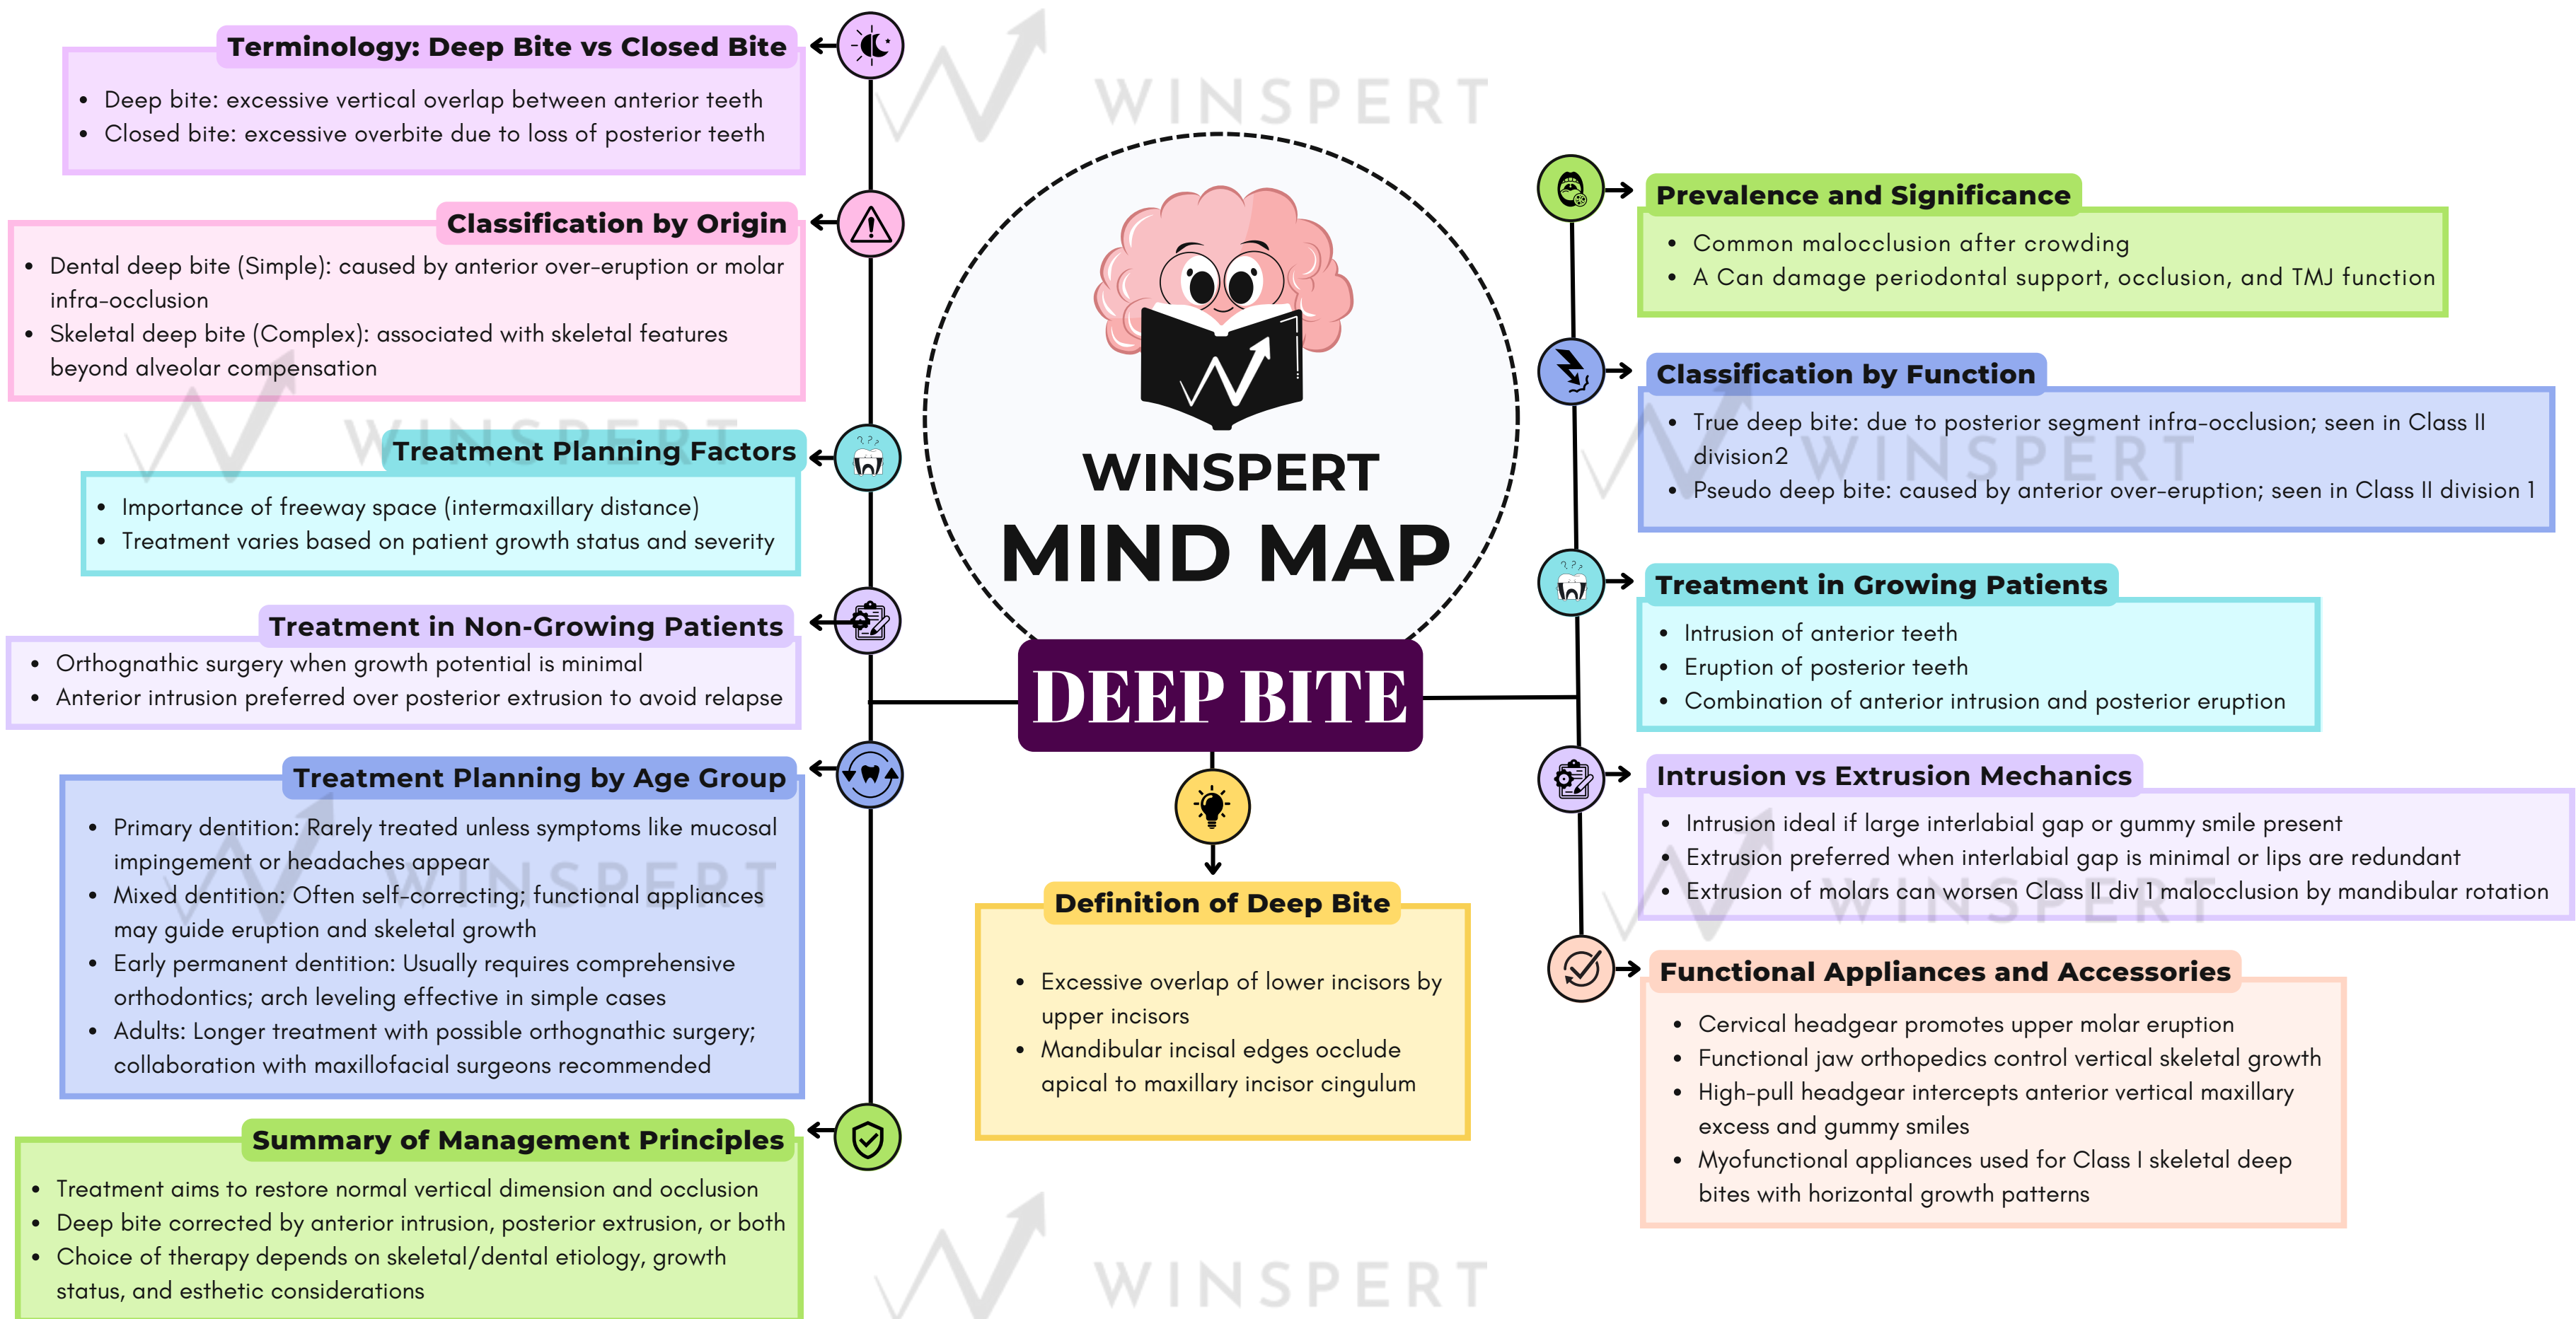 WINSPERT
Terminology: Deep Bite vs Closed Bite
• Deep bite: excessive vertical overlap between anterior teeth
• Closed bite: excessive overbite due to loss of posterior teeth
Classification by Origin
• Dental deep bite (Simple): caused by anterior over-eruption or molar
infra-occlusion
• Skeletal deep bite (Complex): associated with skeletal features
beyond alveolar compensation
WINSPERT
Treatment Planning Factors
• Importance of freeway space (intermaxillary distance)
• Treatment varies based on patient growth status and severity
Treatment in Non-Growing Patients
• Orthognathic surgery when growth potential is minimal
• Anterior intrusion preferred over posterior extrusion to avoid relapse
Treatment Planning by Age Group
• Primary dentition: Rarely treated unless symptoms like mucosal
impingement or headaches appear
• Mixed dentition: Often self-correcting; functional appliances
may guide eruption and skeletal growth
• Early permanent dentition: Usually requires comprehensive
orthodontics; arch leveling effective in simple cases
• Adults: Longer treatment with possible orthognathic surgery;
collaboration with maxillofacial surgeons recommended
WINSPERT
Summary of Management Principles
• Treatment aims to restore normal vertical dimension and occlusion
• Deep bite corrected by anterior intrusion, posterior extrusion, or both
• Choice of therapy depends on skeletal/dental etiology, growth
status, and esthetic considerations
WINSPERT
MIND MAP
DEEP BITE
Definition of Deep Bite
• Excessive overlap of lower incisors by
upper incisors
• Mandibular incisal edges occlude
apical to maxillary incisor cingulum
WINSPERT
Prevalence and Significance
• Common malocclusion after crowding
• A Can damage periodontal support, occlusion, and TMJ function
Classification by Function
• True deep bite: due to posterior segment infra-occlusion; seen in Class II
division2
• Pseudo deep bite: caused by anterior over-eruption; seen in Class II division 1
WINSPERT
Treatment in Growing Patients
• Intrusion of anterior teeth
• Eruption of posterior teeth
• Combination of anterior intrusion and posterior eruption
Intrusion vs Extrusion Mechanics
• Intrusion ideal if large interlabial gap or gummy smile present
• Extrusion preferred when interlabial gap is minimal or lips are redundant
• Extrusion of molars can worsen Class II div 1 malocclusion by mandibular rotation
WINSPERT
Functional Appliances and Accessories
• Cervical headgear promotes upper molar eruption
• Functional jaw orthopedics control vertical skeletal growth
• High-pull headgear intercepts anterior vertical maxillary
excess and gummy smiles
• Myofunctional appliances used for Class I skeletal deep
bites with horizontal growth patterns